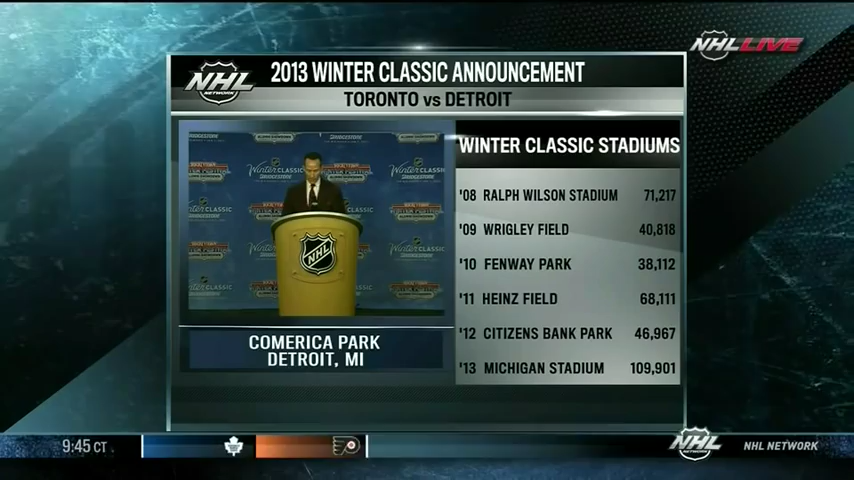 NHL LIVE
NHL NETWORK
2013 WINTER CLASSIC ANNOUNCEMENT
TORONTO vs DETROIT
WINTER CLASSIC STADIUMS
'08 RALPH WILSON STADIUM 71,217
'09 WRIGLEY FIELD 40,818
'10 FENWAY PARK 38,112
'11 HEINZ FIELD 68,111
'12 CITIZENS BANK PARK 46,967
'13 MICHIGAN STADIUM 109,901
Winter CLASSIC
NHL
COMERICA PARK
DETROIT, MI
9:45 CT
NHL NETWORK
NHL NETWORK